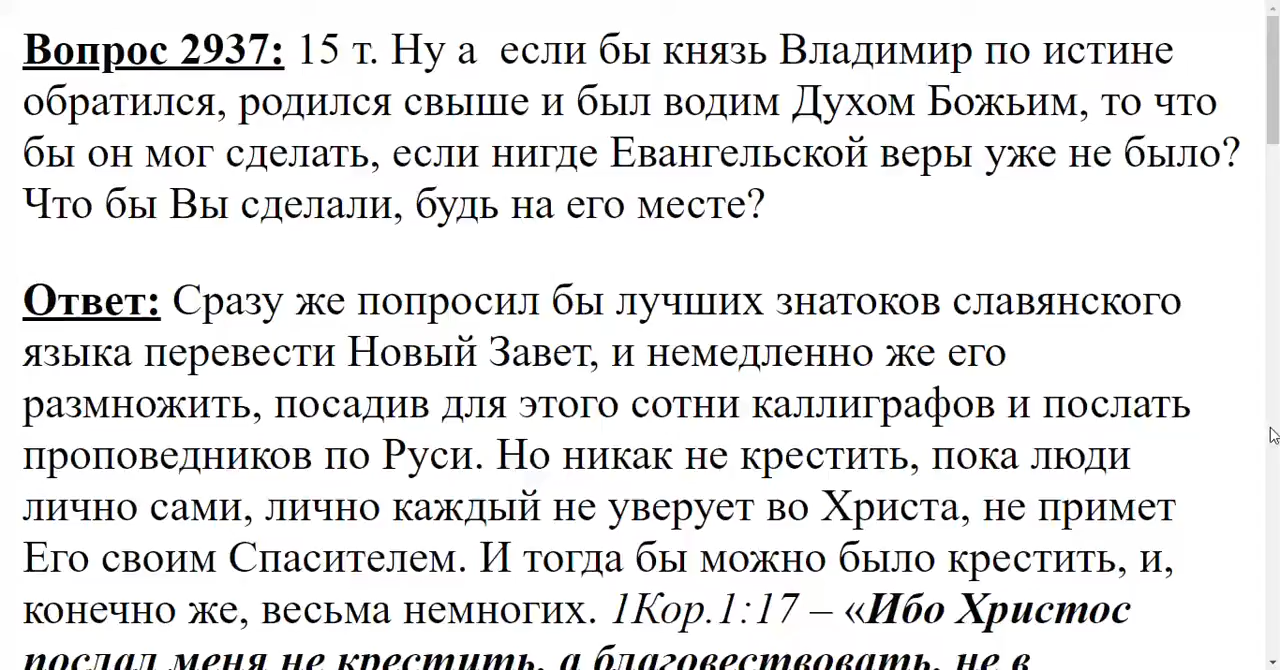 Вопрос 2937: 15 т. Ну а  если бы князь Владимир по истине
обратился, родился свыше и был водим Духом Божьим, то что
бы он мог сделать, если нигде Евангельской веры уже не было?
Что бы Вы сделали, будь на его месте?
Ответ: Сразу же попросил бы лучших знатоков славянского
языка перевести Новый Завет, и немедленно же его
размножить, посадив для этого сотни каллиграфов и послать
проповедников по Руси. Но никак не крестить, пока люди
лично сами, лично каждый не уверует во Христа, не примет
Его своим Спасителем. И тогда бы можно было крестить, и,
конечно же, весьма немногих. 1Кор.1:17 – «Ибо Христос
послал меня не крестить, а благовествовать, не в